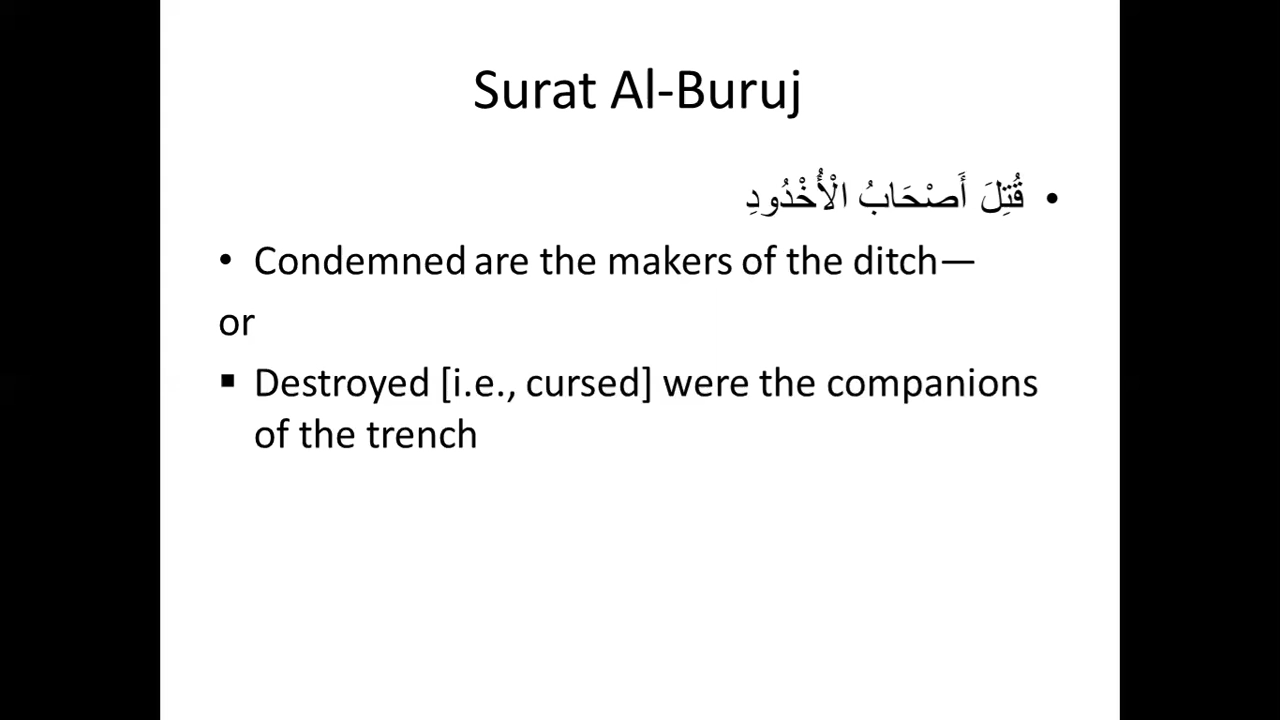 Surat Al-Buruj
• قُتِلَ أَصْحَابُ الْأُخْدُودِ
• Condemned are the makers of the ditch—
or
▪ Destroyed [i.e., cursed] were the companions
of the trench